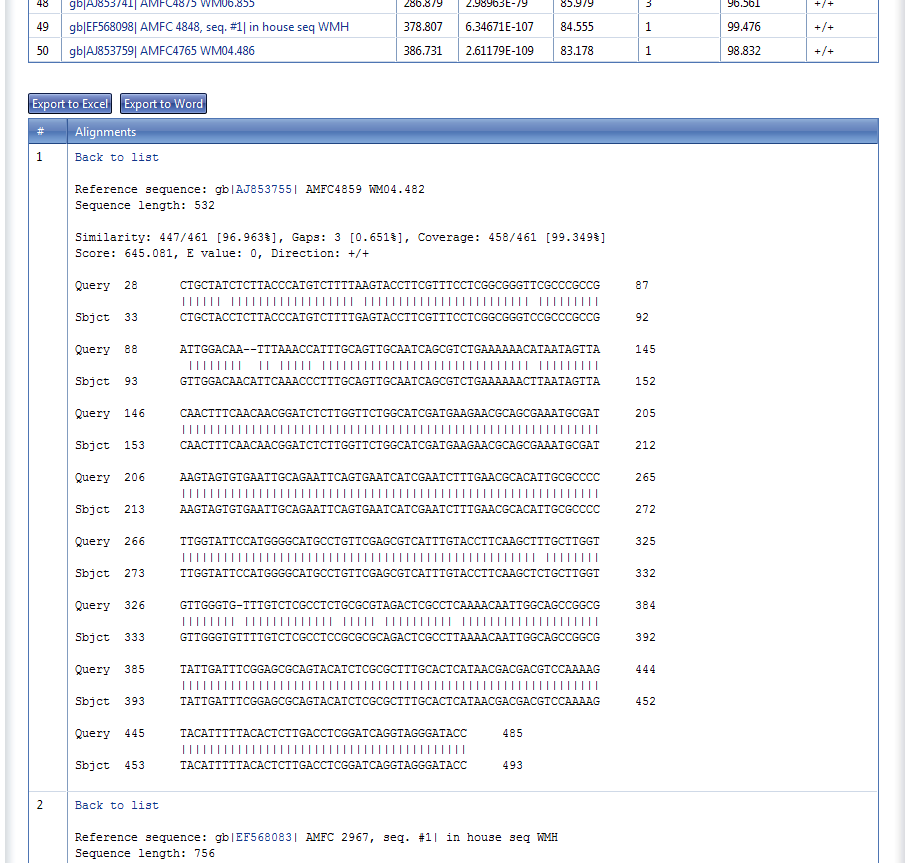 48 gb|AJ853741| AMFC4875 WM06.855 286.879 2.98963E-79 85.979 3 96.561 +/+
49 gb|EF568098| AMFC 4848, seq. #1| in house seq WMH 378.807 6.34671E-107 84.555 1 99.476 +/+
50 gb|AJ853759| AMFC4765 WM04.486 386.731 2.61179E-109 83.178 1 98.832 +/+
Export to Excel Export to Word
# Alignments
1 Back to list
Reference sequence: gb|AJ853755| AMFC4859 WM04.482
Sequence length: 532
Similarity: 447/461 [96.963%], Gaps: 3 [0.651%], Coverage: 458/461 [99.349%]
Score: 645.081, E value: 0, Direction: +/+
Query 28 CTGCTATCTCTTACCCATGTCTTTTAAGTACCTTCGTTTCCTCGGCGGGTTCGCCCGCCG 87
|||||| |||||||||||||||||| |||||||||||||||||||||||| |||||||||
Sbjct 33 CTGCTACCTCTTACCCATGTCTTTTGAGTACCTTCGTTTCCTCGGCGGGTCCGCCCGCCG 92
Query 88 ATTGGACAA--TTTAAACCATTTGCAGTTGCAATCAGCGTCTGAAAAAACATAATAGTTA 145
||||||||  || ||||| |||||||||||||||||||||||||||||| |||||||||
Sbjct 93 GTTGGACAACATTCAAACCCTTTGCAGTTGCAATCAGCGTCTGAAAAAACTTAATAGTTA 152
Query 146 CAACTTTCAACAACGGATCTCTTGGTTCTGGCATCGATGAAGAACGCAGCGAAATGCGAT 205
||||||||||||||||||||||||||||||||||||||||||||||||||||||||||||
Sbjct 153 CAACTTTCAACAACGGATCTCTTGGTTCTGGCATCGATGAAGAACGCAGCGAAATGCGAT 212
Query 206 AAGTAGTGTGAATTGCAGAATTCAGTGAATCATCGAATCTTTGAACGCACATTGCGCCCC 265
||||||||||||||||||||||||||||||||||||||||||||||||||||||||||||
Sbjct 213 AAGTAGTGTGAATTGCAGAATTCAGTGAATCATCGAATCTTTGAACGCACATTGCGCCCC 272
Query 266 TTGGTATTCCATGGGGCATGCCTGTTCGAGCGTCATTTGTACCTTCAAGCTTTGCTTGGT 325
||||||||||||||||||||||||||||||||||||||||||||||||||| ||||||||
Sbjct 273 TTGGTATTCCATGGGGCATGCCTGTTCGAGCGTCATTTGTACCTTCAAGCTCTGCTTGGT 332
Query 326 GTTGGGTG-TTTGTCTCGCCTCTGCGCGTAGACTCGCCTCAAAACAATTGGCAGCCGGCG 384
|||||||| ||||||||||||| ||||| |||||||||| ||||||||||||||||||||
Sbjct 333 GTTGGGTGTTTTGTCTCGCCTCCGCGCGCAGACTCGCCTTAAAACAATTGGCAGCCGGCG 392
Query 385 TATTGATTTCGGAGCGCAGTACATCTCGCGCTTTGCACTCATAACGACGACGTCCAAAAG 444
||||||||||||||||||||||||||||||||||||||||||||||||||||||||||||
Sbjct 393 TATTGATTTCGGAGCGCAGTACATCTCGCGCTTTGCACTCATAACGACGACGTCCAAAAG 452
Query 445 TACATTTTTACACTCTTGACCTCGGATCAGGTAGGGATACC 485
|||||||||||||||||||||||||||||||||||||||||
Sbjct 453 TACATTTTTACACTCTTGACCTCGGATCAGGTAGGGATACC 493
2 Back to list
Reference sequence: gb|EF568083| AMFC 2967, seq. #1| in house seq WMH
Sequence length: 756